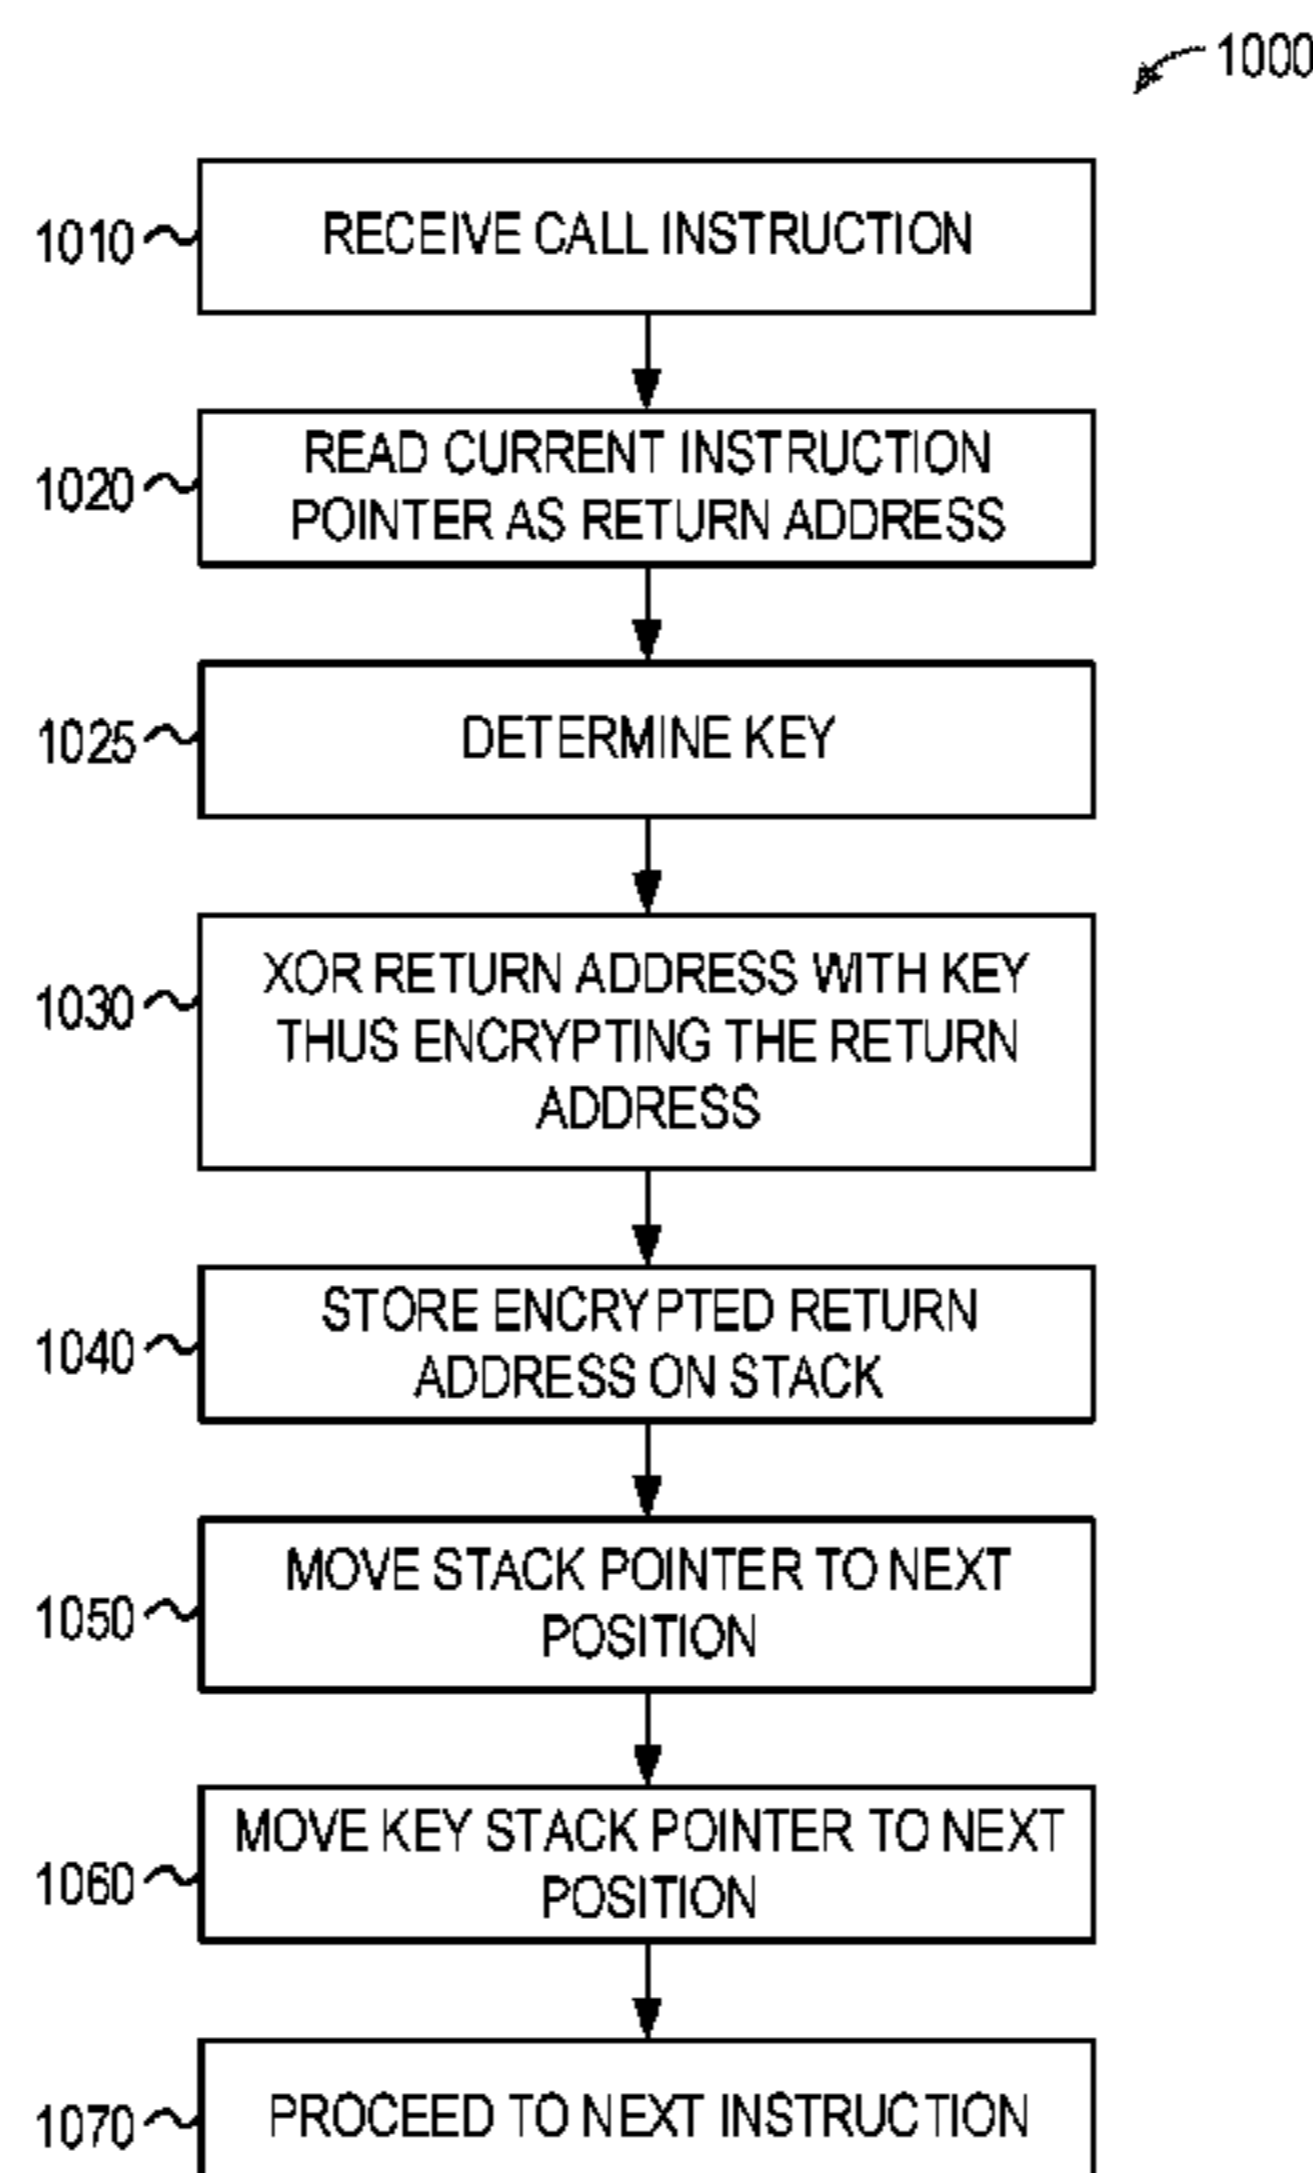 1000
1010
RECEIVE CALL INSTRUCTION
1020
READ CURRENT INSTRUCTION
POINTER AS RETURN ADDRESS
1025
DETERMINE KEY
1030
XOR RETURN ADDRESS WITH KEY
THUS ENCRYPTING THE RETURN
ADDRESS
1040
STORE ENCRYPTED RETURN
ADDRESS ON STACK
1050
MOVE STACK POINTER TO NEXT
POSITION
1060
MOVE KEY STACK POINTER TO NEXT
POSITION
1070
PROCEED TO NEXT INSTRUCTION